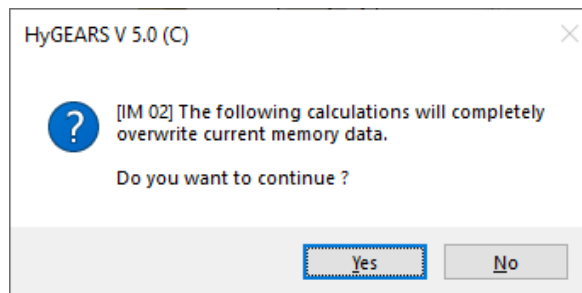 HyGEARS V 5.0 (C)
[IM 02] The following calculations will completely
overwrite current memory data.
Do you want to continue ?
Yes
No